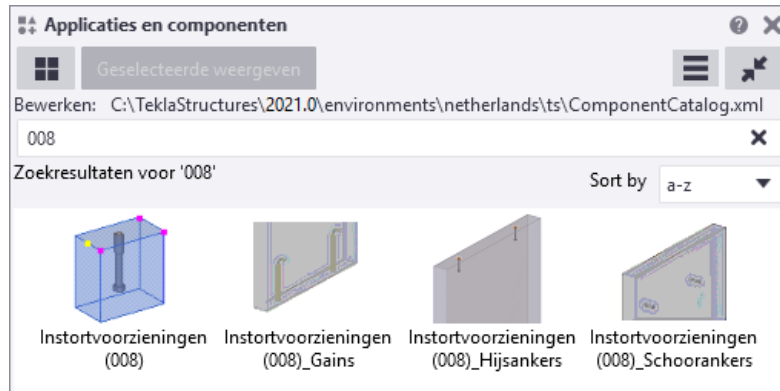 Applicaties en componenten
Geselecteerde weergeven
Bewerken: C:\TeklaStructures\2021.0\environments\netherlands\ts\ComponentCatalog.xml
008
Zoekresultaten voor '008'
Sort by a-z
Instortvoorzieningen (008)
Instortvoorzieningen (008)_Gains
Instortvoorzieningen (008)_Hijsankers
Instortvoorzieningen (008)_Schoorankers